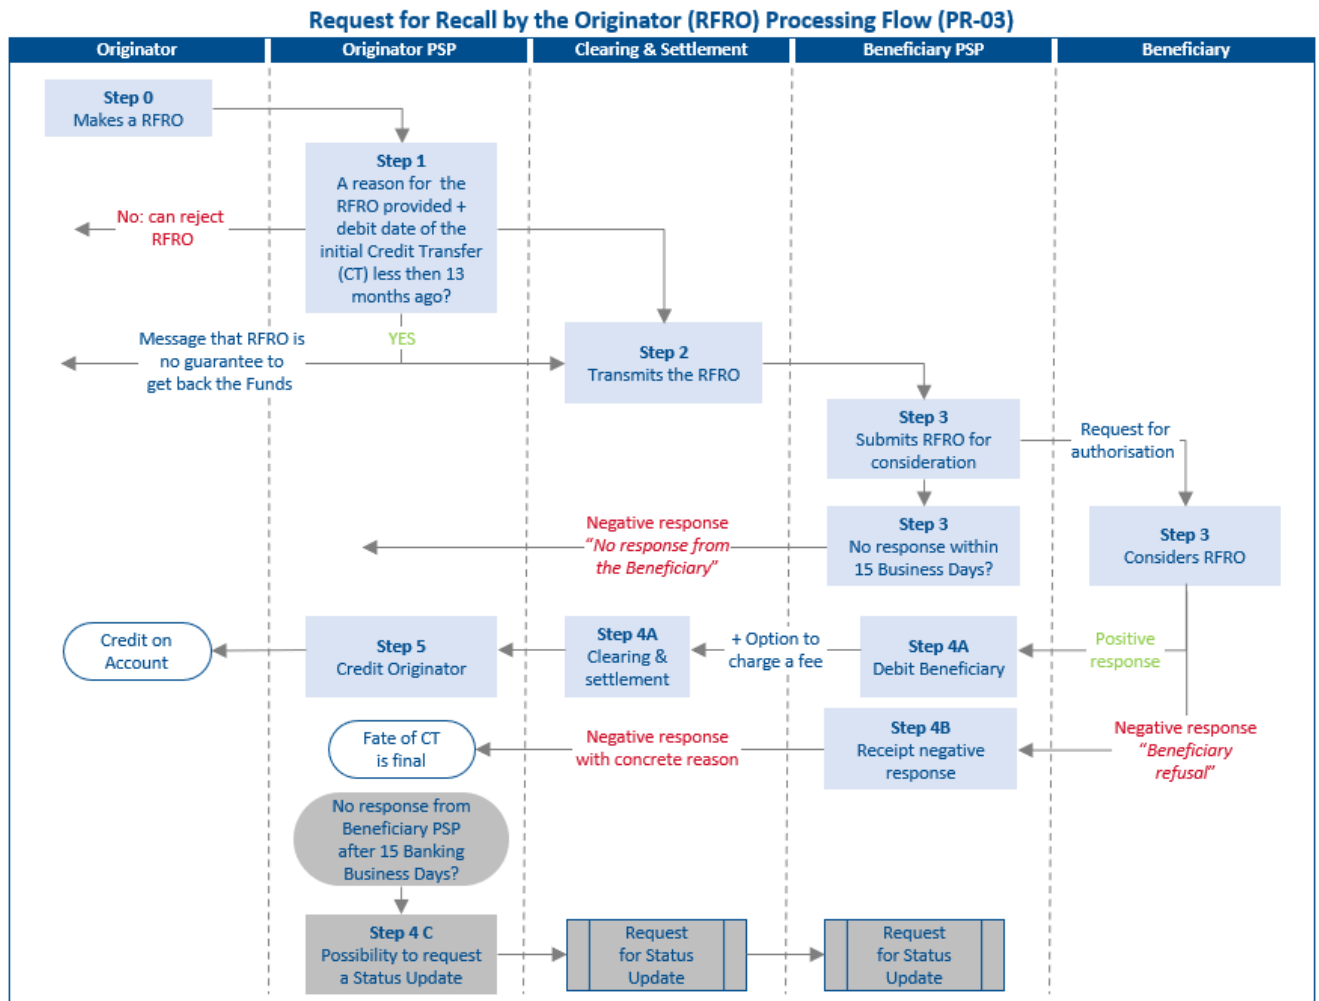 Request for Recall by the Originator (RFRO) Processing Flow (PR-03)
Originator
Originator PSP
Clearing & Settlement
Beneficiary PSP
Beneficiary
Step 0
Makes a RFRO
Step 1
A reason for the
RFRO provided +
debit date of the
initial Credit Transfer
(CT) less then 13
months ago?
No: can reject
RFRO
YES
Message that RFRO is
no guarantee to
get back the Funds
Step 2
Transmits the RFRO
Step 3
Submits RFRO for
consideration
Request for
authorisation
Step 3
No response within
15 Business Days?
Negative response
“No response from
the Beneficiary”
Step 3
Considers RFRO
Positive
response
Step 4A
Debit Beneficiary
+ Option to
charge a fee
Step 4A
Clearing &
settlement
Step 5
Credit Originator
Credit on
Account
Negative response
“Beneficiary
refusal”
Step 4B
Receipt negative
response
Negative response
with concrete reason
Fate of CT
is final
No response from
Beneficiary PSP
after 15 Banking
Business Days?
Step 4 C
Possibility to request
a Status Update
Request
for Status
Update
Request
for Status
Update